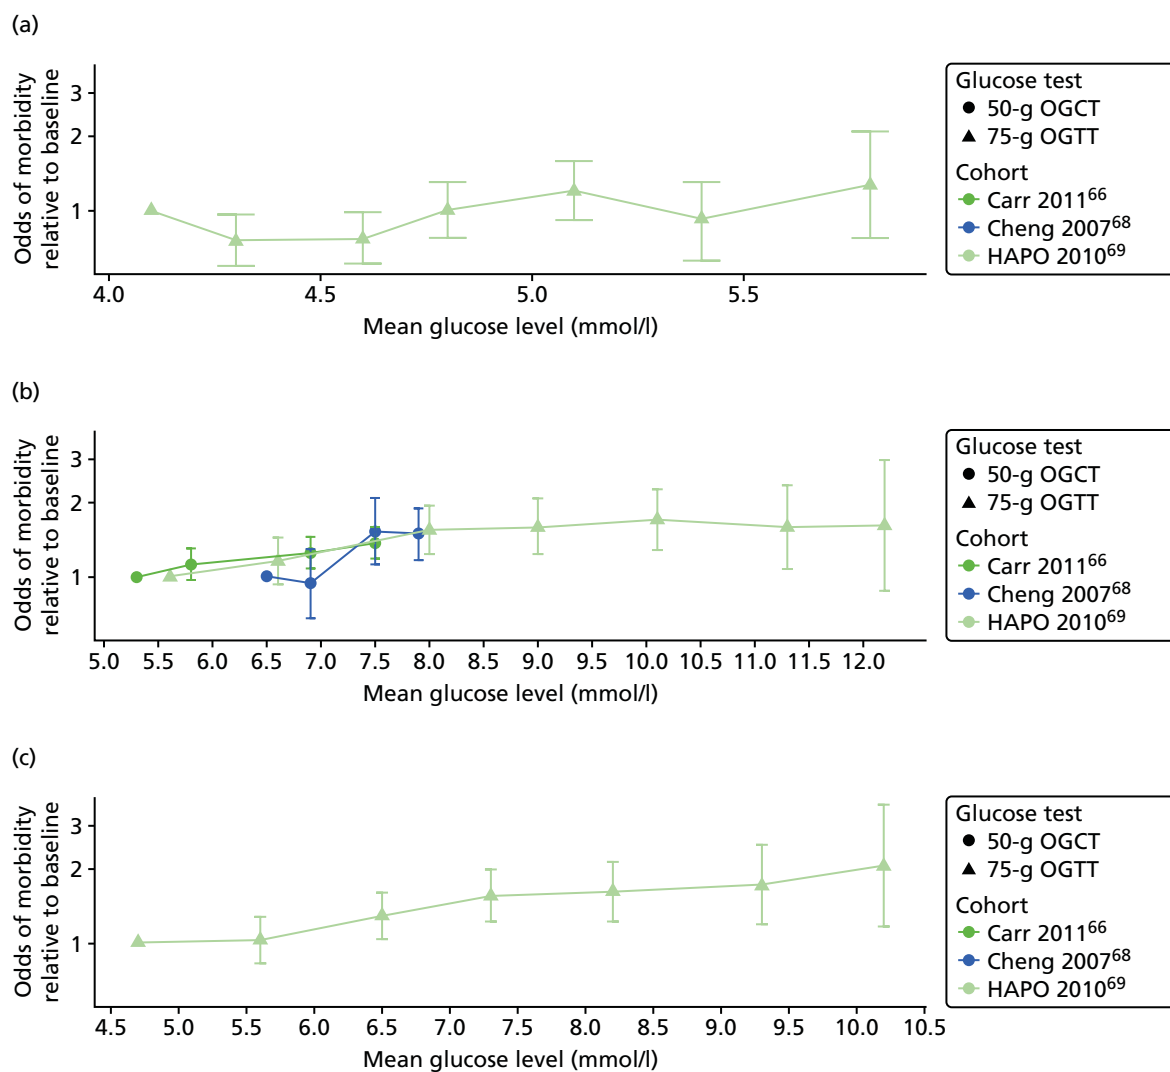 (a)
Odds of morbidity
relative to baseline
3
2
1
4.0 4.5 5.0 5.5
Mean glucose level (mmol/l)
Glucose test
50-g OGCT
75-g OGTT
Cohort
Carr 2011⁶⁶
Cheng 2007⁶⁸
HAPO 2010⁶⁹
(b)
Odds of morbidity
relative to baseline
3
2
1
5.0 5.5 6.0 6.5 7.0 7.5 8.0 8.5 9.0 9.5 10.0 10.5 11.0 11.5 12.0
Mean glucose level (mmol/l)
Glucose test
50-g OGCT
75-g OGTT
Cohort
Carr 2011⁶⁶
Cheng 2007⁶⁸
HAPO 2010⁶⁹
(c)
Odds of morbidity
relative to baseline
3
2
1
4.5 5.0 5.5 6.0 6.5 7.0 7.5 8.0 8.5 9.0 9.5 10.0 10.5
Mean glucose level (mmol/l)
Glucose test
50-g OGCT
75-g OGTT
Cohort
Carr 2011⁶⁶
Cheng 2007⁶⁸
HAPO 2010⁶⁹